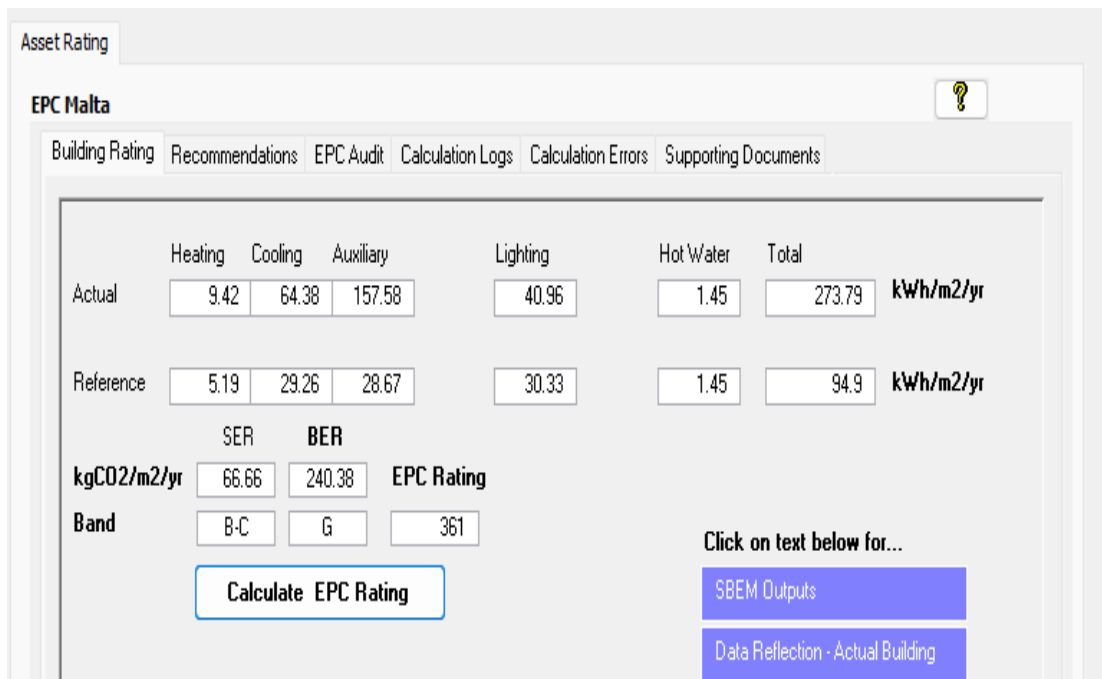 Asset Rating
EPC Malta
?
Building Rating Recommendations EPC Audit Calculation Logs Calculation Errors Supporting Documents
Heating Cooling Auxiliary Lighting Hot Water Total
Actual 9.42 64.38 157.58 40.96 1.45 273.79 kWh/m2/yr
Reference 5.19 29.26 28.67 30.33 1.45 94.9 kWh/m2/yr
SER BER
kgCO2/m2/yr 66.66 240.38 EPC Rating
Band B-C G 361
Click on text below for...
Calculate EPC Rating
SBEM Outputs
Data Reflection - Actual Building